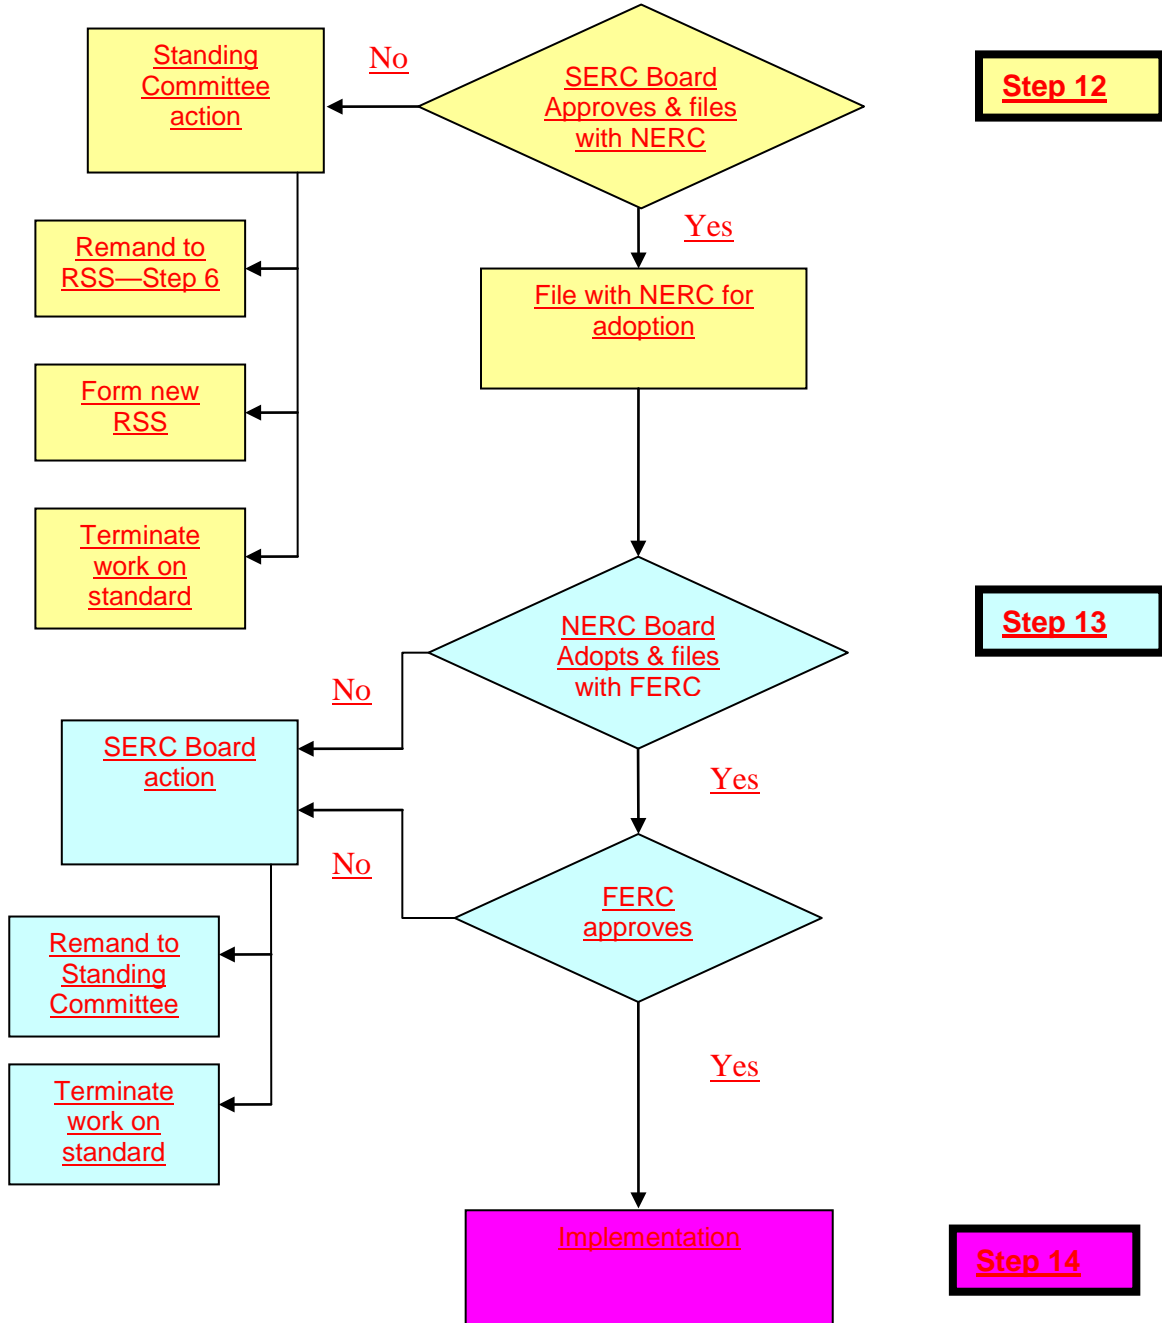 Standing
Committee
action
No
SERC Board
Approves & files
with NERC
Step 12
Yes
Remand to
RSS—Step 6
File with NERC for
adoption
Form new
RSS
Terminate
work on
standard
NERC Board
Adopts & files
with FERC
Step 13
No
SERC Board
action
Yes
No
FERC
approves
Remand to
Standing
Committee
Yes
Terminate
work on
standard
Implementation
Step 14